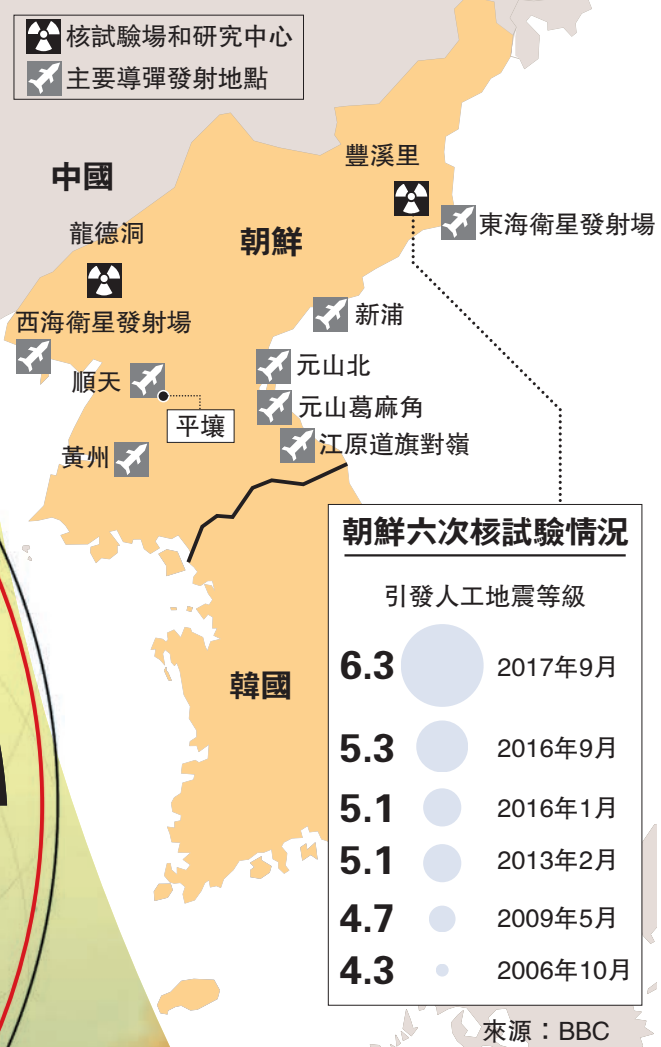 核試驗場和研究中心
主要導彈發射地點
豐溪里
中國
東海衛星發射場
龍德洞
朝鮮
西海衛星發射場
新浦
元山北
順天
元山葛麻角
平壤
江原道旗對嶺
黃州
韓國
朝鮮六次核試驗情況
引發人工地震等級
6.3 2017年9月
5.3 2016年9月
5.1 2016年1月
5.1 2013年2月
4.7 2009年5月
4.3 2006年10月
來源：BBC